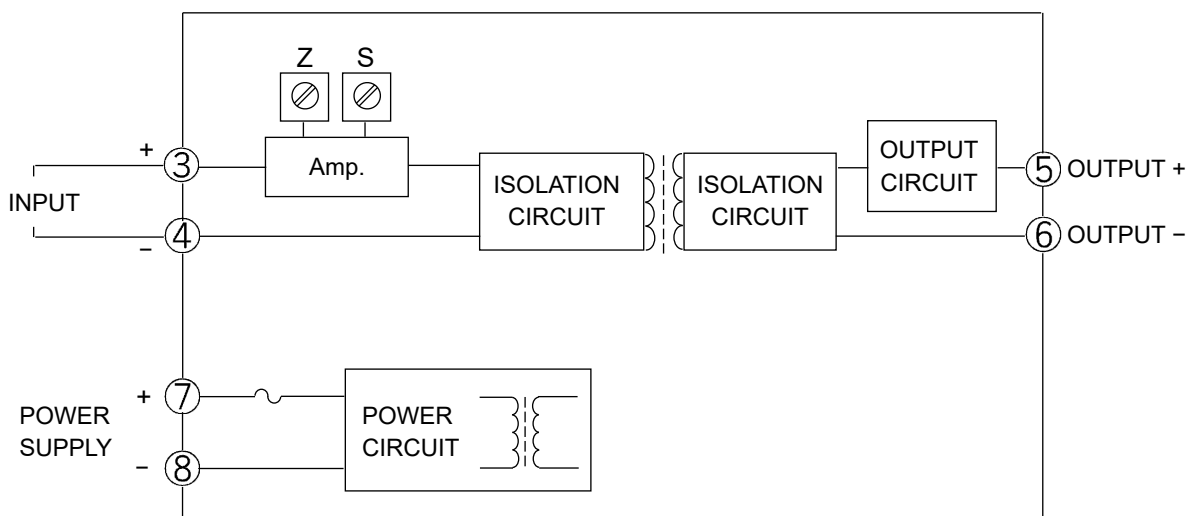 Z S
+ 3 Amp. OUTPUT
CIRCUIT 5 OUTPUT +
INPUT
ISOLATION
CIRCUIT
ISOLATION
CIRCUIT
− 4
6 OUTPUT −
+ 7
POWER
SUPPLY
POWER
CIRCUIT
− 8